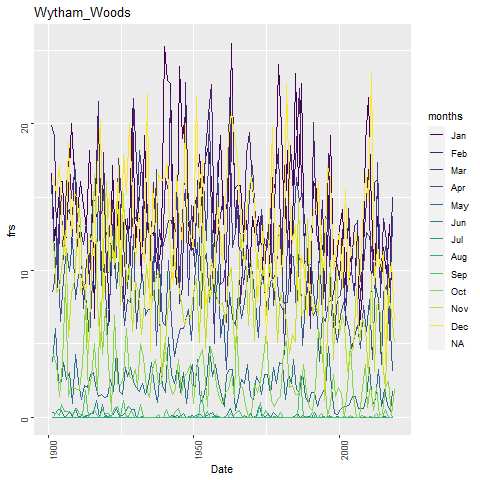 Wytham_Woods
frs
20
10
0
1900
1950
2000
Date
months
Jan
Feb
Mar
Apr
May
Jun
Jul
Aug
Sep
Oct
Nov
Dec
NA